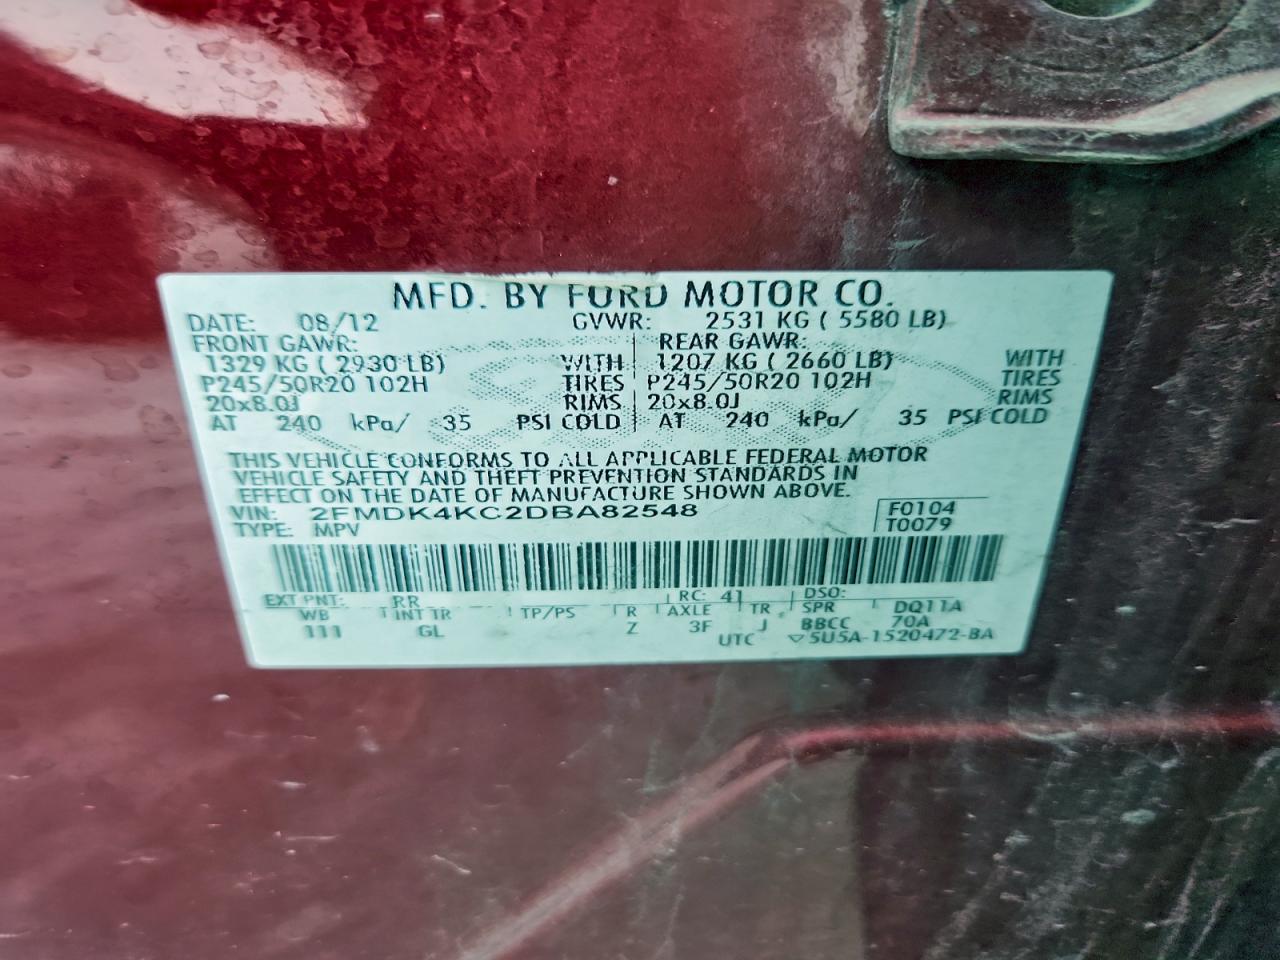 MFD. BY FORD MOTOR CO.
DATE: 08/12 GVWR: 2531 KG ( 5580 LB)
FRONT GAWR: REAR GAWR:
1329 KG ( 2930 LB) WITH 1207 KG ( 2660 LB) WITH
P245/50R20 102H TIRES P245/50R20 102H TIRES
20x8.0J RIMS 20x8.0J RIMS
AT 240 kPa/ 35 PSI COLD AT 240 kPa/ 35 PSI COLD
THIS VEHICLE CONFORMS TO ALL APPLICABLE FEDERAL MOTOR
VEHICLE SAFETY AND THEFT PREVENTION STANDARDS IN
EFFECT ON THE DATE OF MANUFACTURE SHOWN ABOVE.
VIN: 2FMDK4KC2DBA82548 F0104
TYPE: MPV T0079
EXT PNT: RR RC: 41 DSO:
WB INT TR TP/PS R AXLE TR SPR DQ11A
111 GL Z 3F J BBCC 70A
UTC ▽5U5A-1520472-BA